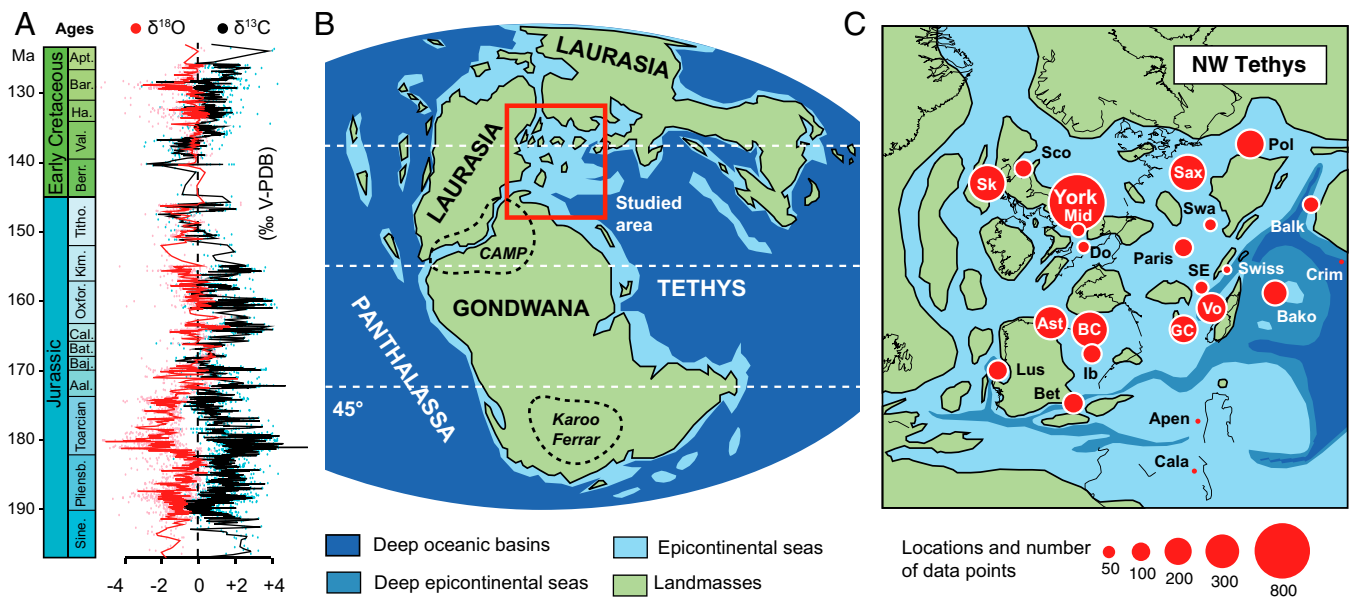 A
Ages
δ18O
δ13C
Ma
130
140
150
160
170
180
190
Early Cretaceous
Jurassic
Apt.
Bar.
Ha.
Val.
Berr.
Titho.
Kim.
Oxfor.
Cal.
Bat.
Baj.
Aal.
Toarcian
Pliensb.
Sine.
(‰ V-PDB)
-4 -2 0 +2 +4
B
LAURASIA
LAURASIA
Studied
area
CAMP
TETHYS
GONDWANA
PANTHALASSA
45°
Karoo
Ferrar
Deep oceanic basins
Epicontinental seas
Deep epicontinental seas
Landmasses
C
NW Tethys
Sco
Pol
Sk
Sax
York
Mid
Swa
Balk
Do
Paris
SE
Swiss
Crim
Vo
Bako
Ast
BC
GC
Ib
Lus
Bet
Apen
Cala
Locations and number
of data points
50 100 200 300 800